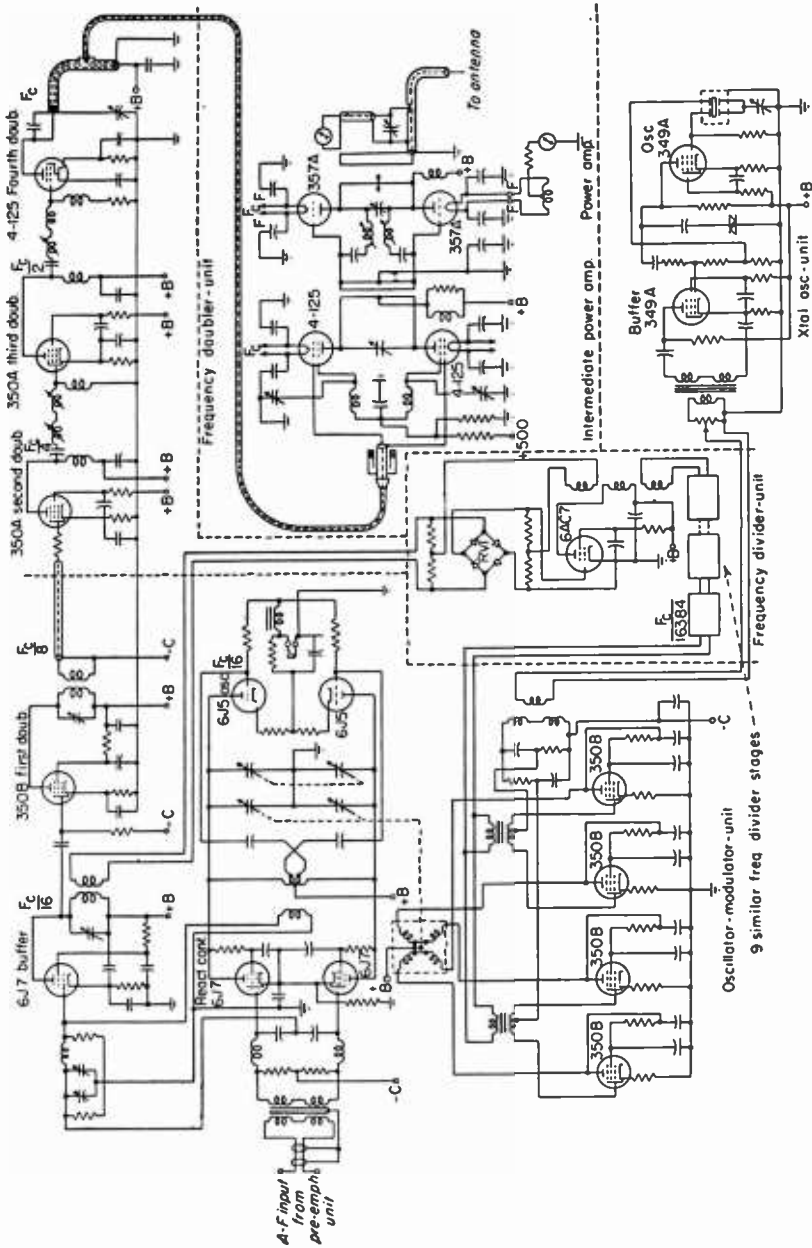 4-125 Fourth doub.
Fc
+B
Fc/2
350A third doub.
+B
+B
Fc/4
350A second doub
+B
+B
Fc/8
-C
350B first doub.
+B
-C
Fc/16
6J7 buffer
+B
Frequency doubler-unit
To antenna
357A
F
F
+B
F
F
357A
Power amp.
4-125
F
+B
4-125
+500
Intermediate power amp.
Osc
349A
Buffer
349A
+B
Xtal osc-unit
6J5
osc
Fc/16
6J5
+B
React cont
6J7
6J7
+B
-C
A-F input
from
pre-emph
unit
RVI
6AC7
+B
Fc/16384
Frequency divider-unit
9 similar freq divider stages
-C
350B
350B
350B
350B
Oscillator-modulator-unit